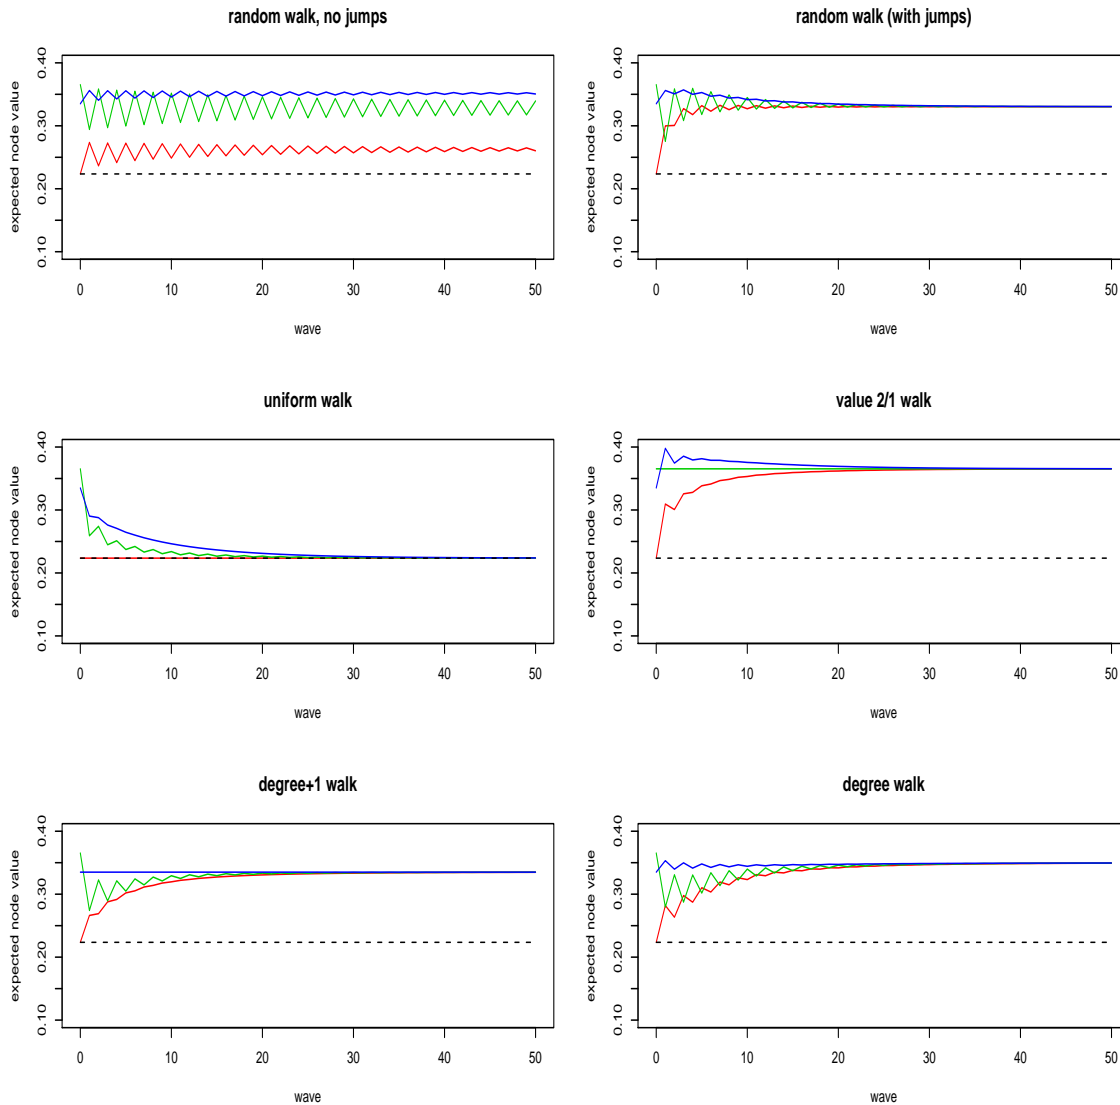 random walk, no jumps
expected node value
0.10 0.20 0.30 0.40
0 10 20 30 40 50
wave
random walk (with jumps)
expected node value
0.10 0.20 0.30 0.40
0 10 20 30 40 50
wave
uniform walk
expected node value
0.10 0.20 0.30 0.40
0 10 20 30 40 50
wave
value 2/1 walk
expected node value
0.10 0.20 0.30 0.40
0 10 20 30 40 50
wave
degree+1 walk
expected node value
0.10 0.20 0.30 0.40
0 10 20 30 40 50
wave
degree walk
expected node value
0.10 0.20 0.30 0.40
0 10 20 30 40 50
wave